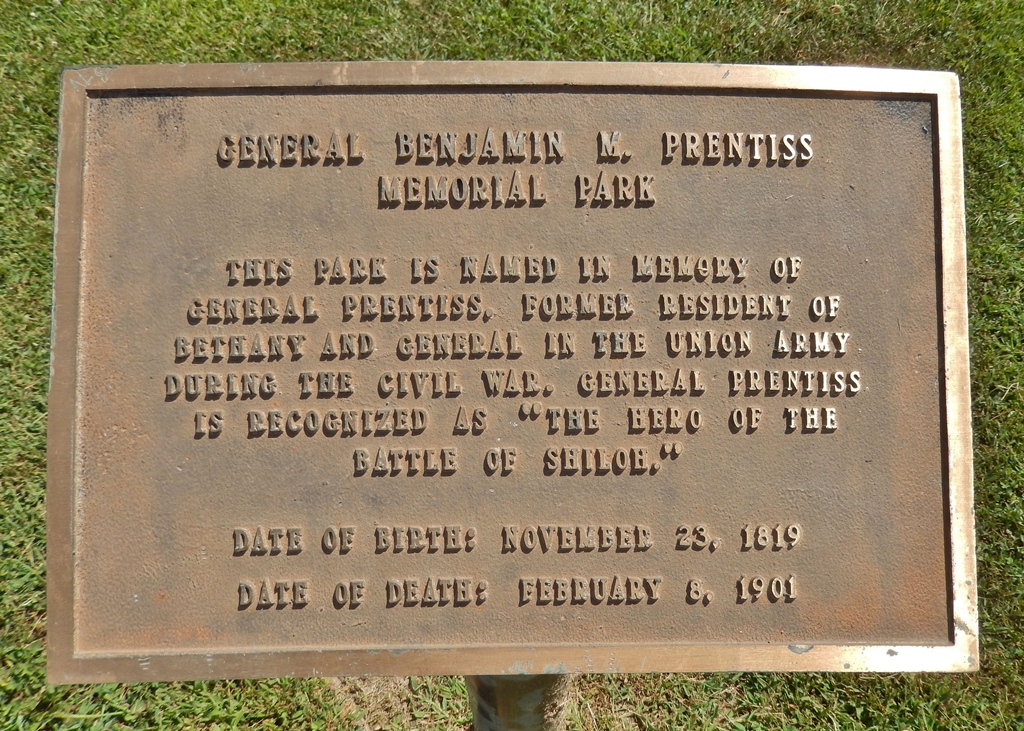 GENERAL BENJAMIN M. PRENTISS
MEMORIAL PARK
THIS PARK IS NAMED IN MEMORY OF
GENERAL PRENTISS, FORMER RESIDENT OF
BETHANY AND GENERAL IN THE UNION ARMY
DURING THE CIVIL WAR. GENERAL PRENTISS
IS RECOGNIZED AS “THE HERO OF THE
BATTLE OF SHILOH.“
DATE OF BIRTH: NOVEMBER 23, 1819
DATE OF DEATH: FEBRUARY 8, 1901